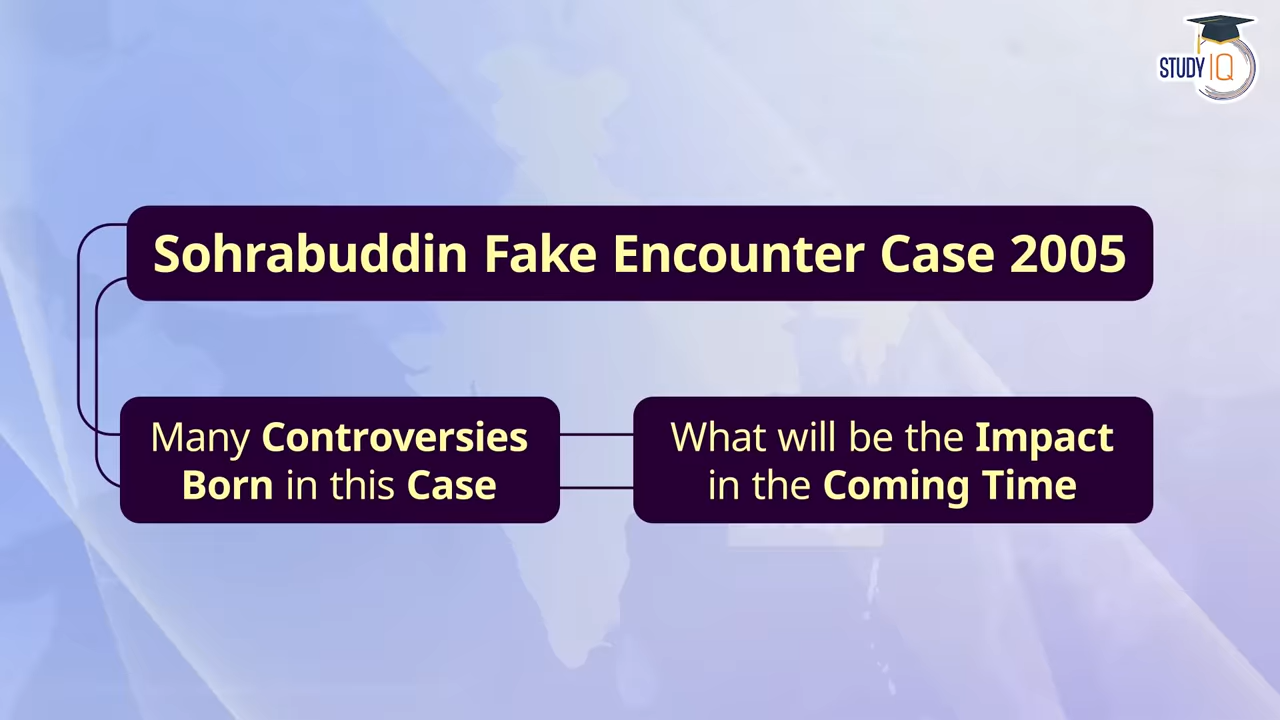 STUDY IQ
Sohrabuddin Fake Encounter Case 2005
Many Controversies
Born in this Case
What will be the Impact
in the Coming Time